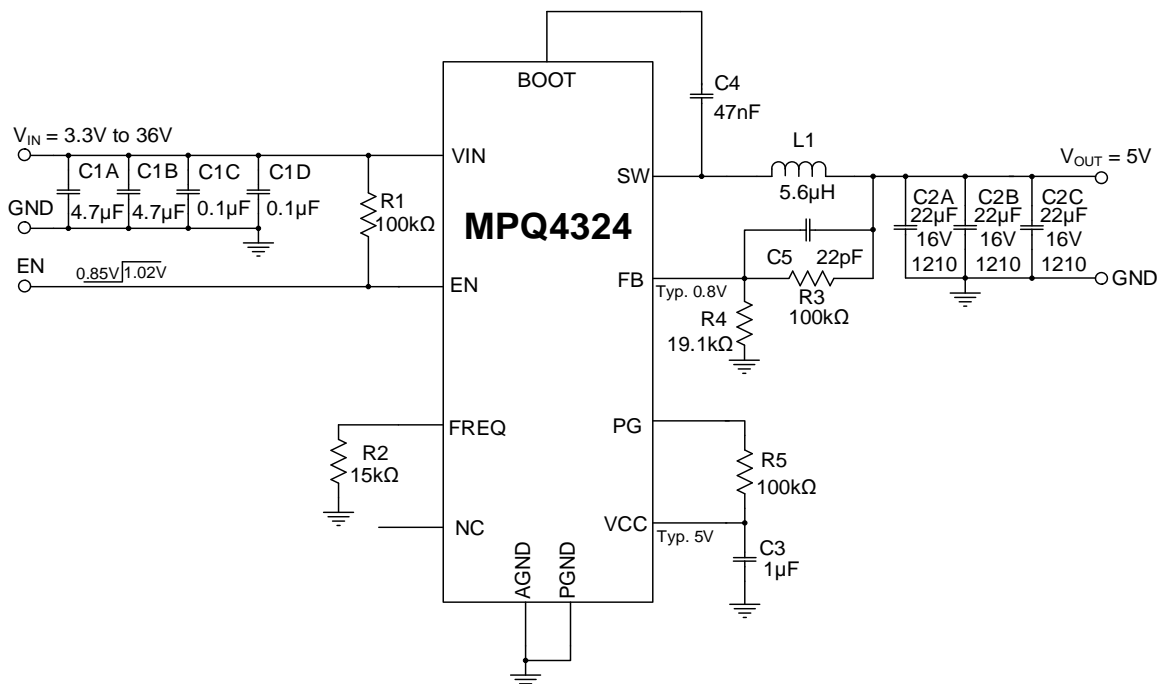 BOOT
C4
47nF
V_IN = 3.3V to 36V
C1A
C1B
C1C
C1D
4.7µF
4.7µF
0.1µF
0.1µF
GND
VIN
R1
100kΩ
MPQ4324
SW
L1
5.6µH
V_OUT = 5V
C2A
22µF
16V
1210
C2B
22µF
16V
1210
C2C
22µF
16V
1210
GND
EN
0.85V
1.02V
EN
FB
Typ. 0.8V
C5
22pF
R3
100kΩ
R4
19.1kΩ
FREQ
R2
15kΩ
PG
R5
100kΩ
NC
VCC
Typ. 5V
C3
1µF
AGND
PGND